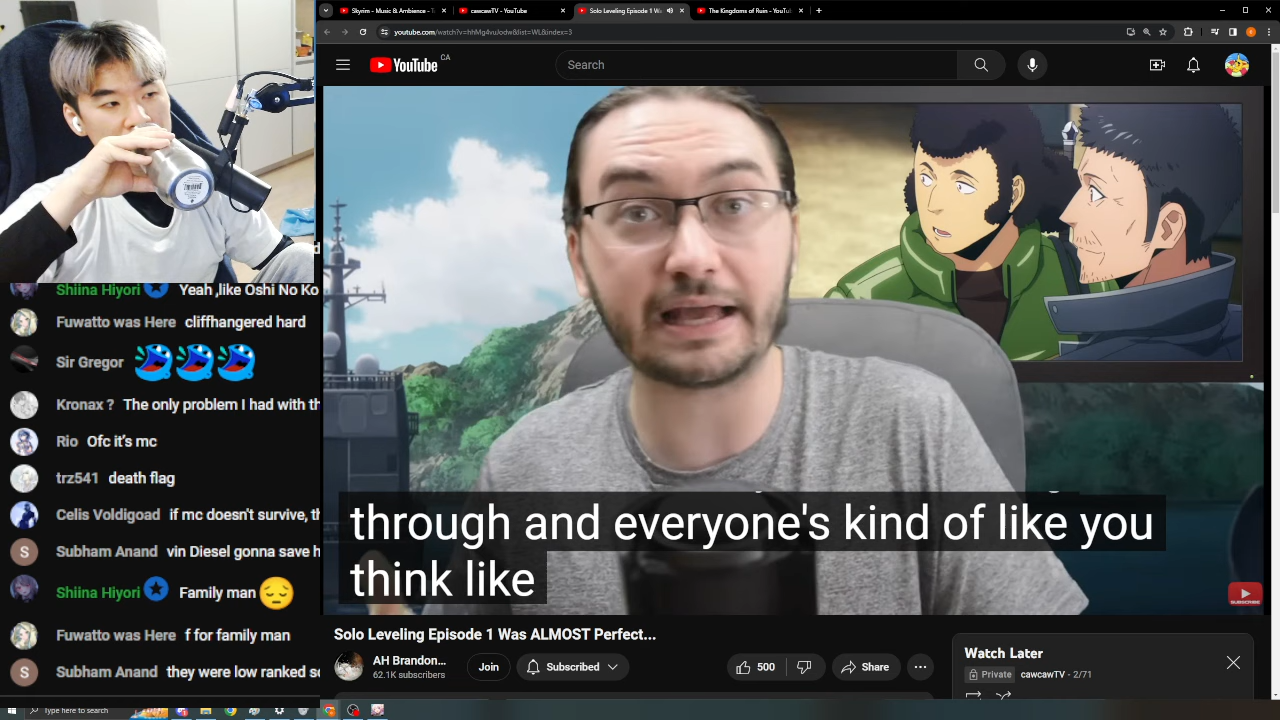 Skyrim - Music & Ambience - T
cawcawTV - YouTube
Solo Leveling Episode 1 W
The Kingdoms of Ruin - YouTu
youtube.com/watch?v=hhMg4vuJodw&list=WL&index=3
YouTube CA
Search
Shiina Hiyori Yeah ,like Oshi No Ko
Fuwatto was Here cliffhangered hard
Sir Gregor
Kronax ? The only problem I had with th
Rio Ofc it's mc
trz541 death flag
Celis Voldigoad if mc doesn't survive, th
Subham Anand vin Diesel gonna save h
Shiina Hiyori Family man
Fuwatto was Here f for family man
Subham Anand they were low ranked so
through and everyone's kind of like you
think like
SUBSCRIBE
Solo Leveling Episode 1 Was ALMOST Perfect...
AH Brandon...
62.1K subscribers
Join
Subscribed
500
Share
Watch Later
Private cawcawTV - 2/71
Type here to search